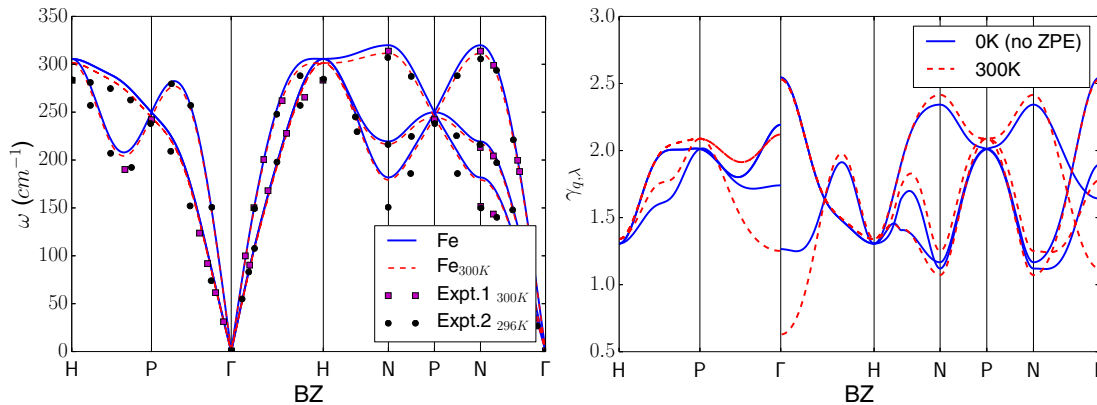 350
300
250
200
150
100
50
0
ω (cm⁻¹)
H P Γ H N P N Γ
BZ
Fe
Fe300K
Expt.1 300K
Expt.2 296K
3.0
2.5
2.0
1.5
1.0
0.5
γq,λ
H P Γ H N P N
BZ
0K (no ZPE)
300K